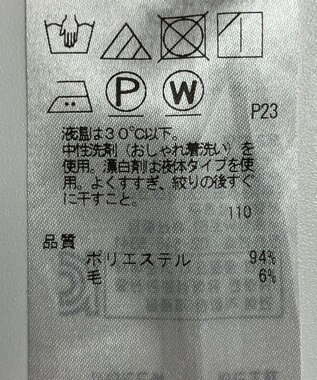 P W
P23
液温は30℃以下。
中性洗剤(おしゃれ着洗い)を
使用。漂白剤は液体タイプを使
用。よくすすぎ、絞りの後すぐ
に干すこと。
110
品質
ポリエステル 94%
毛 6%